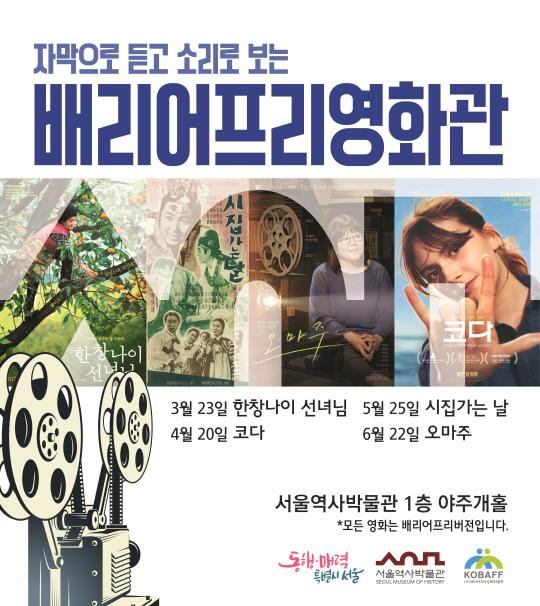 자막으로 듣고 소리로 보는
배리어프리영화관
한창나이
선녀님
시집가는 날
오마주
코다
3월 23일 한창나이 선녀님
5월 25일 시집가는 날
4월 20일 코다
6월 22일 오마주
서울역사박물관 1층 야주개홀
*모든 영화는 배리어프리버전입니다.
동행·매력
특별시 서울
서울역사박물관
SEOUL MUSEUM OF HISTORY
KOBAFF